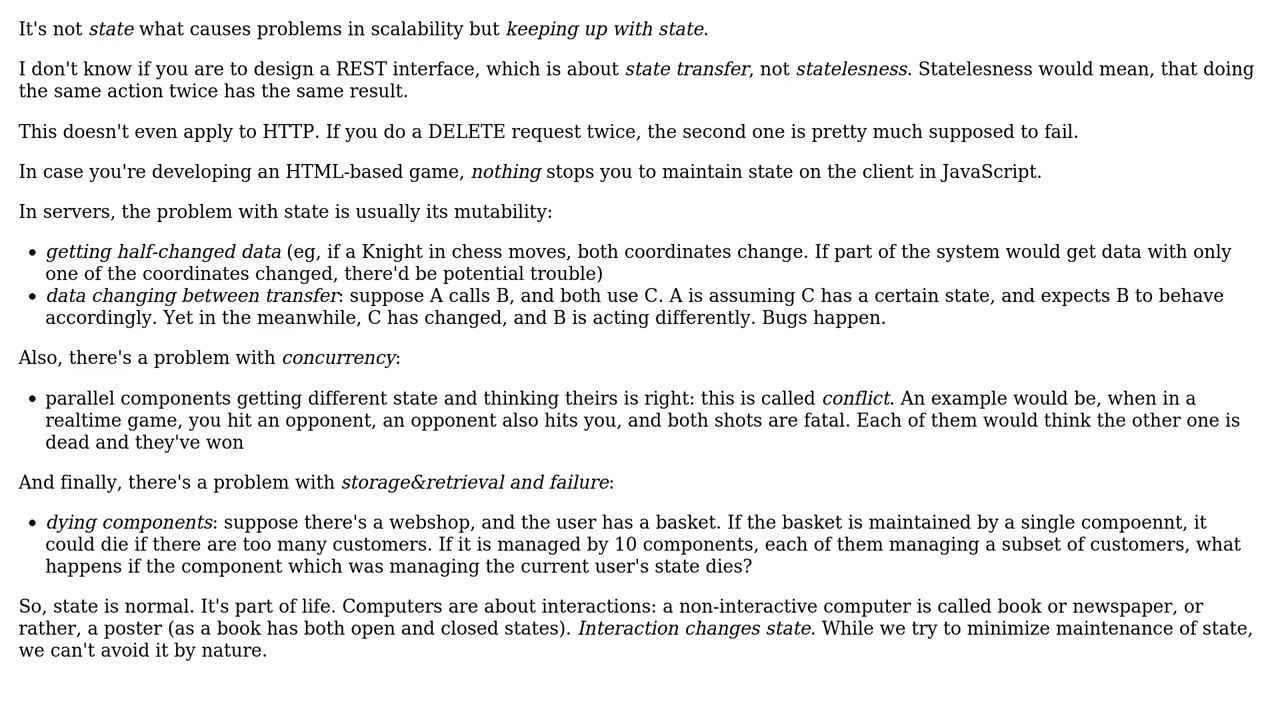 It's not state what causes problems in scalability but keeping up with state.
I don't know if you are to design a REST interface, which is about state transfer, not statelesness. Statelesness would mean, that doing
the same action twice has the same result.
This doesn't even apply to HTTP. If you do a DELETE request twice, the second one is pretty much supposed to fail.
In case you're developing an HTML-based game, nothing stops you to maintain state on the client in JavaScript.
In servers, the problem with state is usually its mutability:
• getting half-changed data (eg, if a Knight in chess moves, both coordinates change. If part of the system would get data with only
one of the coordinates changed, there'd be potential trouble)
• data changing between transfer: suppose A calls B, and both use C. A is assuming C has a certain state, and expects B to behave
accordingly. Yet in the meanwhile, C has changed, and B is acting differently. Bugs happen.
Also, there's a problem with concurrency:
• parallel components getting different state and thinking theirs is right: this is called conflict. An example would be, when in a
realtime game, you hit an opponent, an opponent also hits you, and both shots are fatal. Each of them would think the other one is
dead and they've won
And finally, there's a problem with storage&retrieval and failure:
• dying components: suppose there's a webshop, and the user has a basket. If the basket is maintained by a single compoennt, it
could die if there are too many customers. If it is managed by 10 components, each of them managing a subset of customers, what
happens if the component which was managing the current user's state dies?
So, state is normal. It's part of life. Computers are about interactions: a non-interactive computer is called book or newspaper, or
rather, a poster (as a book has both open and closed states). Interaction changes state. While we try to minimize maintenance of state,
we can't avoid it by nature.